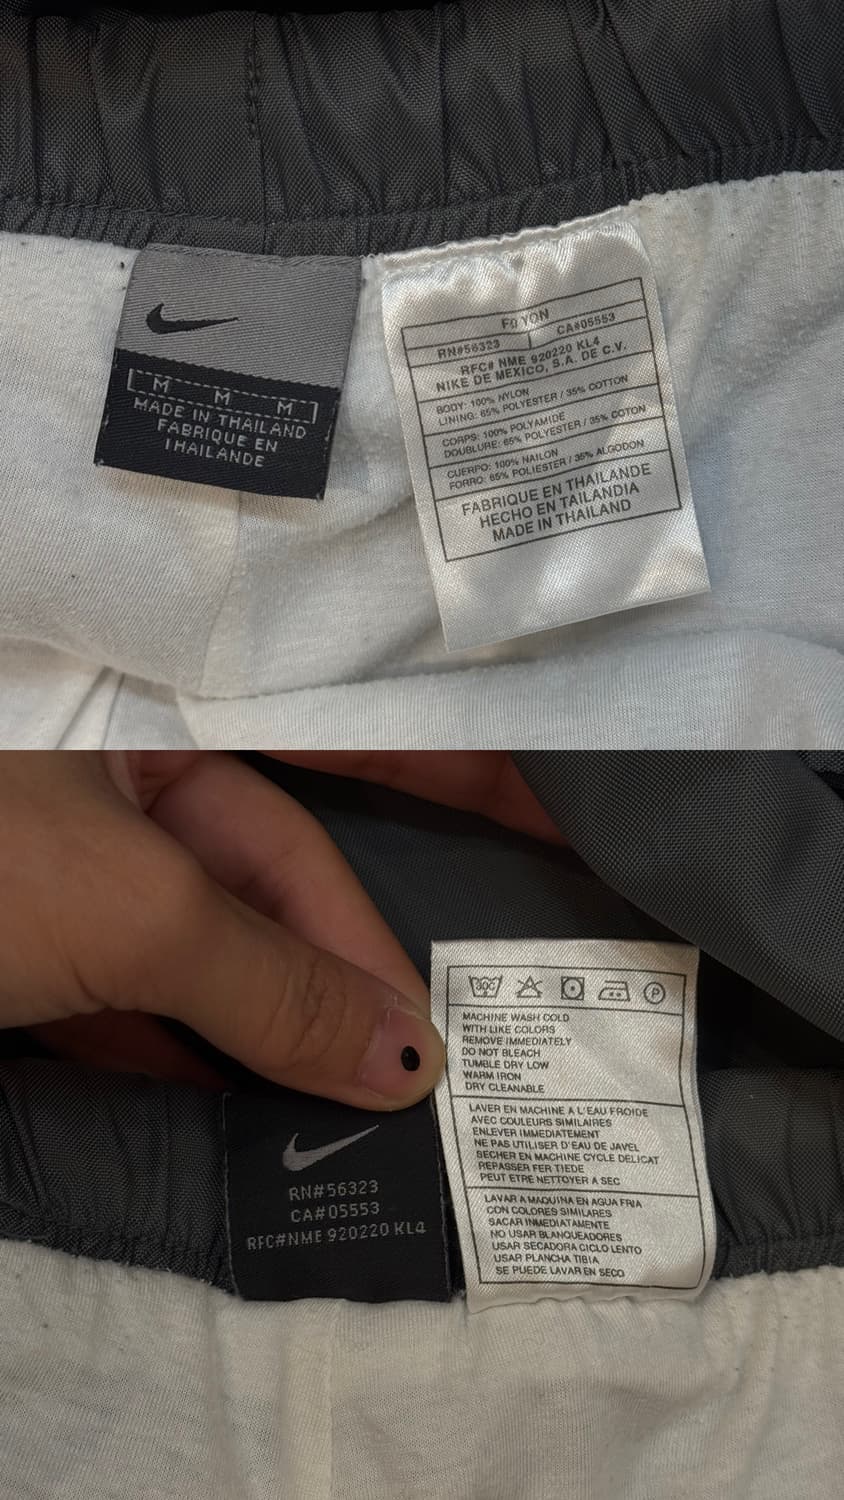 M M M
MADE IN THAILAND
FABRIQUE EN
THAILANDE
F0 YON
RN#56323 CA#05553
RFC# NME 920220 KL4
NIKE DE MEXICO, S.A. DE C.V.
BODY: 100% NYLON
LINING: 65% POLYESTER / 35% COTTON
CORPS: 100% POLYAMIDE
DOUBLURE: 65% POLYESTER / 35% COTON
CUERPO: 100% NAILON
FORRO: 65% POLIESTER / 35% ALGODON
FABRIQUE EN THAILANDE
HECHO EN TAILANDIA
MADE IN THAILAND
30C P
MACHINE WASH COLD
WITH LIKE COLORS
REMOVE IMMEDIATELY
DO NOT BLEACH
TUMBLE DRY LOW
WARM IRON
DRY CLEANABLE
LAVER EN MACHINE A L'EAU FROIDE
AVEC COULEURS SIMILAIRES
ENLEVER IMMEDIATEMENT
NE PAS UTILISER D'EAU DE JAVEL
SECHER EN MACHINE CYCLE DELICAT
REPASSER FER TIEDE
PEUT ETRE NETTOYER A SEC
LAVAR A MAQUINA EN AGUA FRIA
CON COLORES SIMILARES
SACAR INMEDIATAMENTE
NO USAR BLANQUEADORES
USAR SECADORA CICLO LENTO
USAR PLANCHA TIBIA
SE PUEDE LAVAR EN SECO
RN#56323
CA#05553
RFC#NME 920220 KL4